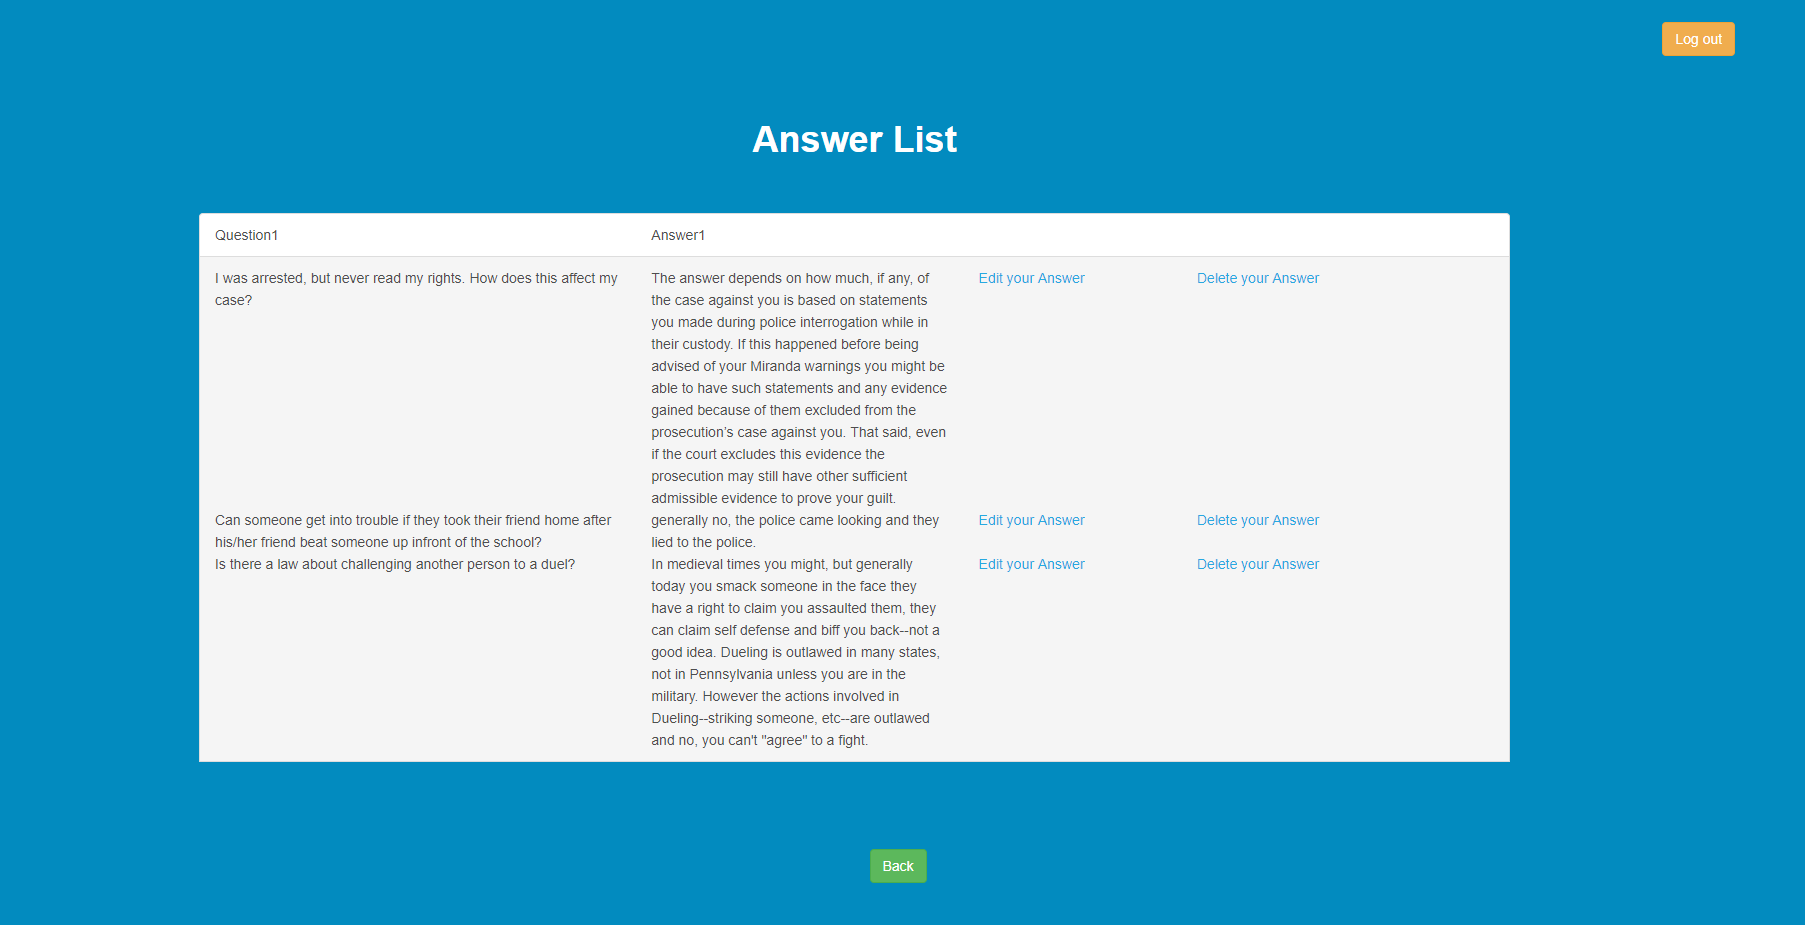 Log out
Answer List
Question1 Answer1
I was arrested, but never read my rights. How does this affect my
case?
The answer depends on how much, if any, of
the case against you is based on statements
you made during police interrogation while in
their custody. If this happened before being
advised of your Miranda warnings you might be
able to have such statements and any evidence
gained because of them excluded from the
prosecution's case against you. That said, even
if the court excludes this evidence the
prosecution may still have other sufficient
admissible evidence to prove your guilt.
Edit your Answer
Delete your Answer
Can someone get into trouble if they took their friend home after
his/her friend beat someone up infront of the school?
generally no, the police came looking and they
lied to the police.
Edit your Answer
Delete your Answer
Is there a law about challenging another person to a duel?
In medieval times you might, but generally
today you smack someone in the face they
have a right to claim you assaulted them, they
can claim self defense and biff you back--not a
good idea. Dueling is outlawed in many states,
not in Pennsylvania unless you are in the
military. However the actions involved in
Dueling--striking someone, etc--are outlawed
and no, you can't "agree" to a fight.
Edit your Answer
Delete your Answer
Back